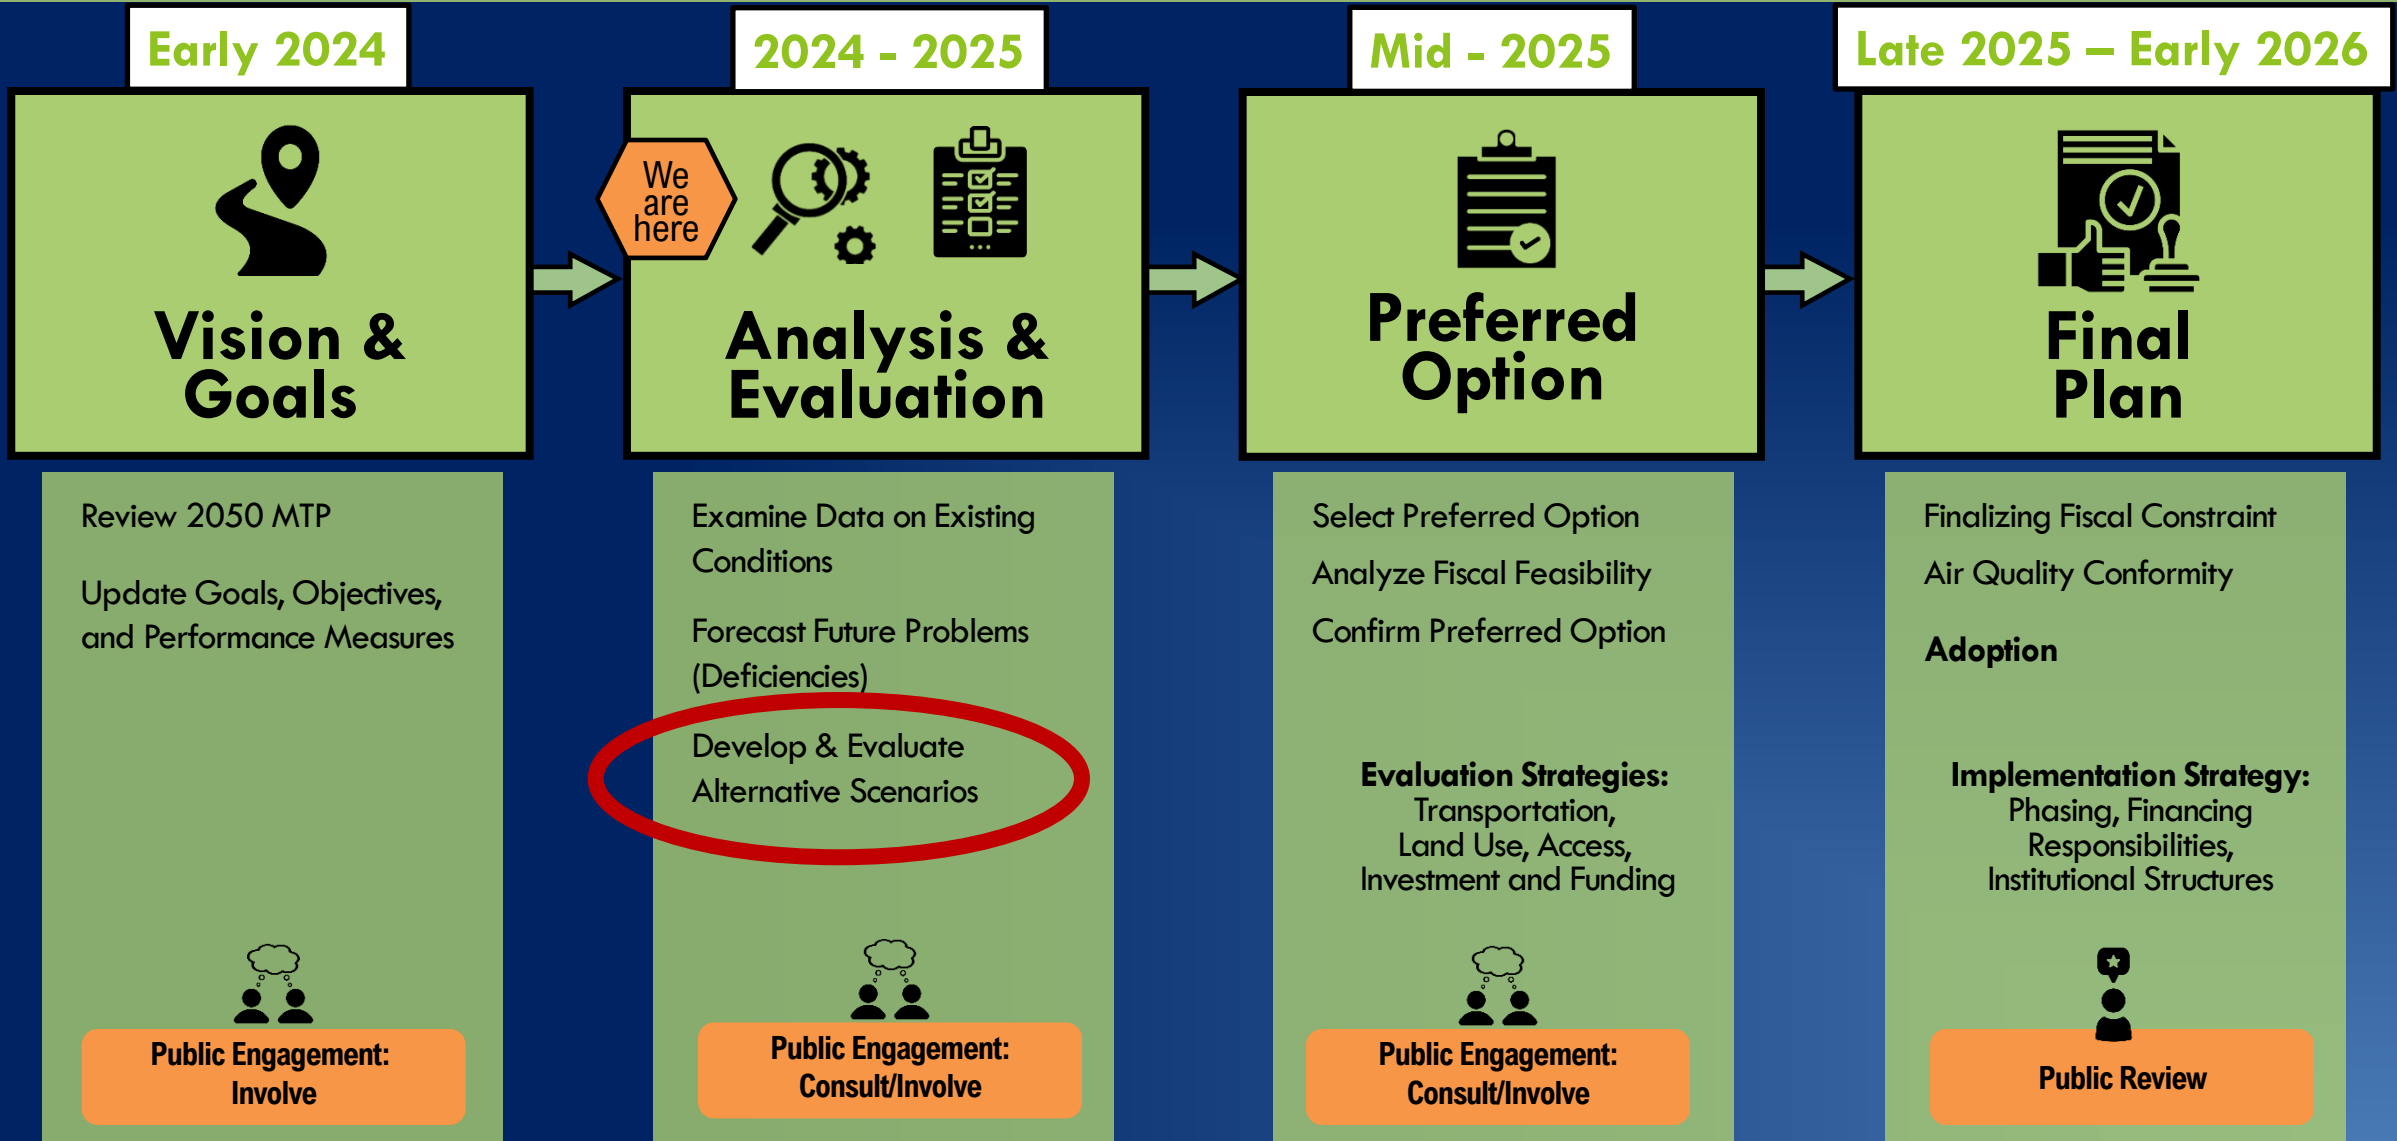 Early 2024
2024 - 2025
Mid - 2025
Late 2025 – Early 2026
We
are
here
Vision &
Goals
Analysis &
Evaluation
Preferred
Option
Final
Plan
Review 2050 MTP
Update Goals, Objectives,
and Performance Measures
Public Engagement:
Involve
Examine Data on Existing
Conditions
Forecast Future Problems
(Deficiencies)
Develop & Evaluate
Alternative Scenarios
Public Engagement:
Consult/Involve
Select Preferred Option
Analyze Fiscal Feasibility
Confirm Preferred Option
Evaluation Strategies:
Transportation,
Land Use, Access,
Investment and Funding
Public Engagement:
Consult/Involve
Finalizing Fiscal Constraint
Air Quality Conformity
Adoption
Implementation Strategy:
Phasing, Financing
Responsibilities,
Institutional Structures
Public Review